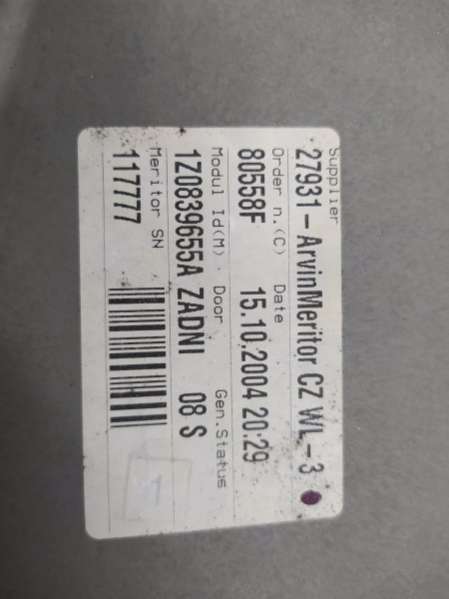 Supplier
27931-ArvinMeritor CZ WL-3
Order n.(C) Date
80558F 15.10.2004 20:29
Modul Id(M) Door Gen.Status
1Z0839655A ZADNI 08 S
Meritor SN
117777